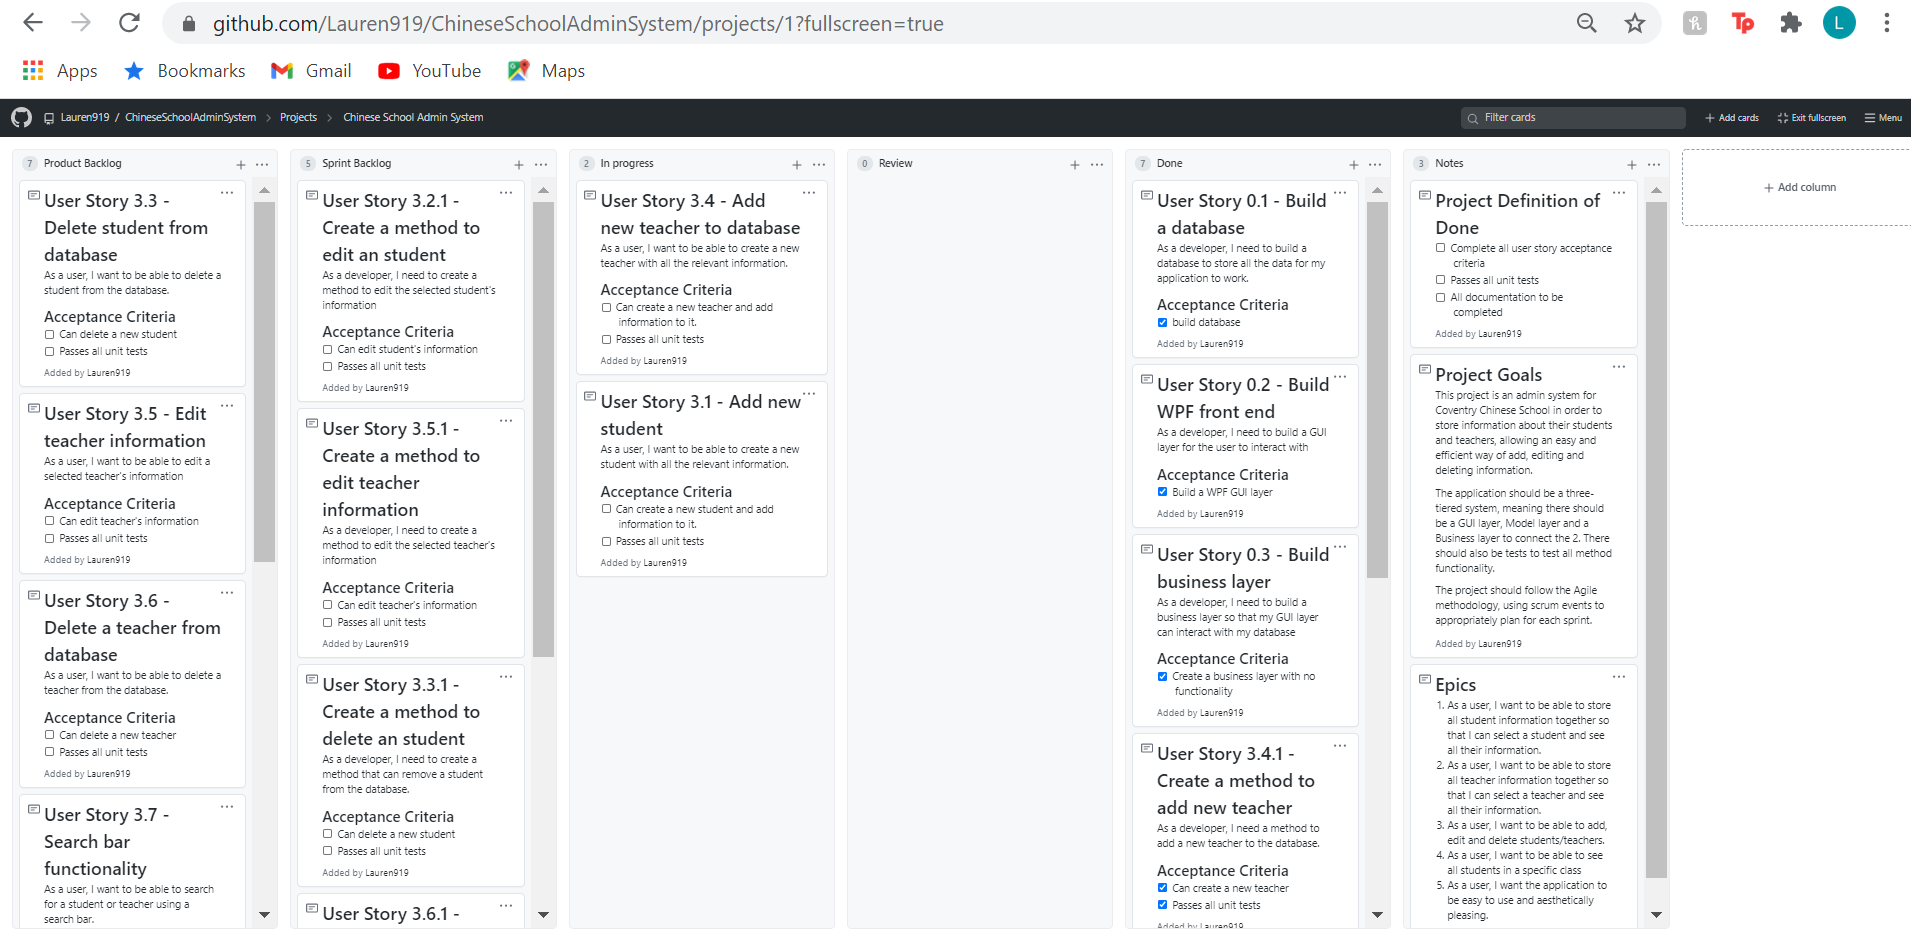 github.com/Lauren919/ChineseSchoolAdminSystem/projects/1?fullscreen=true
h
Tp
L
Apps
Bookmarks
Gmail
YouTube
Maps
Lauren919 / ChineseSchoolAdminSystem > Projects > Chinese School Admin System
Filter cards
+ Add cards
Exit fullscreen
Menu
7 Product Backlog
User Story 3.3 -
Delete student from
database
As a user, I want to be able to delete a
student from the database.
Acceptance Criteria
Can delete a new student
Passes all unit tests
Added by Lauren919
User Story 3.5 - Edit
teacher information
As a user, I want to be able to edit a
selected teacher's information
Acceptance Criteria
Can edit teacher's information
Passes all unit tests
Added by Lauren919
User Story 3.6 -
Delete a teacher from
database
As a user, I want to be able to delete a
teacher from the database.
Acceptance Criteria
Can delete a new teacher
Passes all unit tests
Added by Lauren919
User Story 3.7 -
Search bar
functionality
As a user, I want to be able to search
for a student or teacher using a
search bar.
5 Sprint Backlog
User Story 3.2.1 -
Create a method to
edit an student
As a developer, I need to create a
method to edit the selected student's
information
Acceptance Criteria
Can edit student's information
Passes all unit tests
Added by Lauren919
User Story 3.5.1 -
Create a method to
edit teacher
information
As a developer, I need to create a
method to edit the selected teacher's
information
Acceptance Criteria
Can edit teacher's information
Passes all unit tests
Added by Lauren919
User Story 3.3.1 -
Create a method to
delete an student
As a developer, I need to create a
method that can remove a student
from the database.
Acceptance Criteria
Can delete a new student
Passes all unit tests
Added by Lauren919
User Story 3.6.1 -
2 In progress
User Story 3.4 - Add
new teacher to database
As a user, I want to be able to create a new
teacher with all the relevant information.
Acceptance Criteria
Can create a new teacher and add
information to it.
Passes all unit tests
Added by Lauren919
User Story 3.1 - Add new
student
As a user, I want to be able to create a new
student with all the relevant information.
Acceptance Criteria
Can create a new student and add
information to it.
Passes all unit tests
Added by Lauren919
0 Review
7 Done
User Story 0.1 - Build
a database
As a developer, I need to build a
database to store all the data for my
application to work.
Acceptance Criteria
build database
Added by Lauren919
User Story 0.2 - Build
WPF front end
As a developer, I need to build a GUI
layer for the user to interact with
Acceptance Criteria
Build a WPF GUI layer
Added by Lauren919
User Story 0.3 - Build
business layer
As a developer, I need to build a
business layer so that my GUI layer
can interact with my database
Acceptance Criteria
Create a business layer with no
functionality
Added by Lauren919
User Story 3.4.1 -
Create a method to
add new teacher
As a developer, I need a method to
add a new teacher to the database.
Acceptance Criteria
Can create a new teacher
Passes all unit tests
Added by Lauren919
3 Notes
Project Definition of
Done
Complete all user story acceptance
criteria
Passes all unit tests
All documentation to be
completed
Added by Lauren919
Project Goals
This project is an admin system for
Coventry Chinese School in order to
store information about their students
and teachers, allowing an easy and
efficient way of add, editing and
deleting information.
The application should be a three-
tiered system, meaning there should
be a GUI layer, Model layer and a
Business layer to connect the 2. There
should also be tests to test all method
functionality.
The project should follow the Agile
methodology, using scrum events to
appropriately plan for each sprint.
Added by Lauren919
Epics
1. As a user, I want to be able to store
all student information together so
that I can select a student and see
all their information.
2. As a user, I want to be able to store
all teacher information together so
that I can select a teacher and see
all their information.
3. As a user, I want to be able to add,
edit and delete students/teachers.
4. As a user, I want to be able to see
all students in a specific class
5. As a user, I want the application to
be easy to use and aesthetically
pleasing.
+ Add column